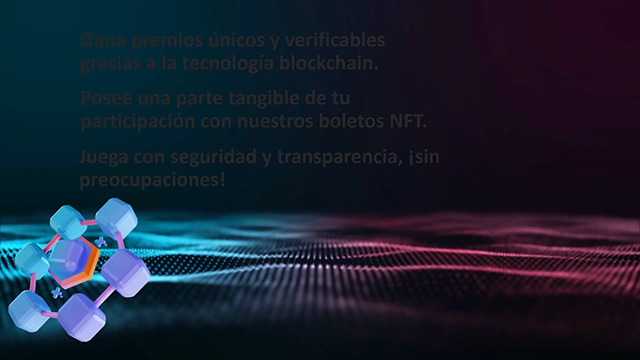 Gana premios únicos y verificables
gracias a la tecnología blockchain.
Posee una parte tangible de tu
participación con nuestros boletos NFT.
Juega con seguridad y transparencia, ¡sin
preocupaciones!